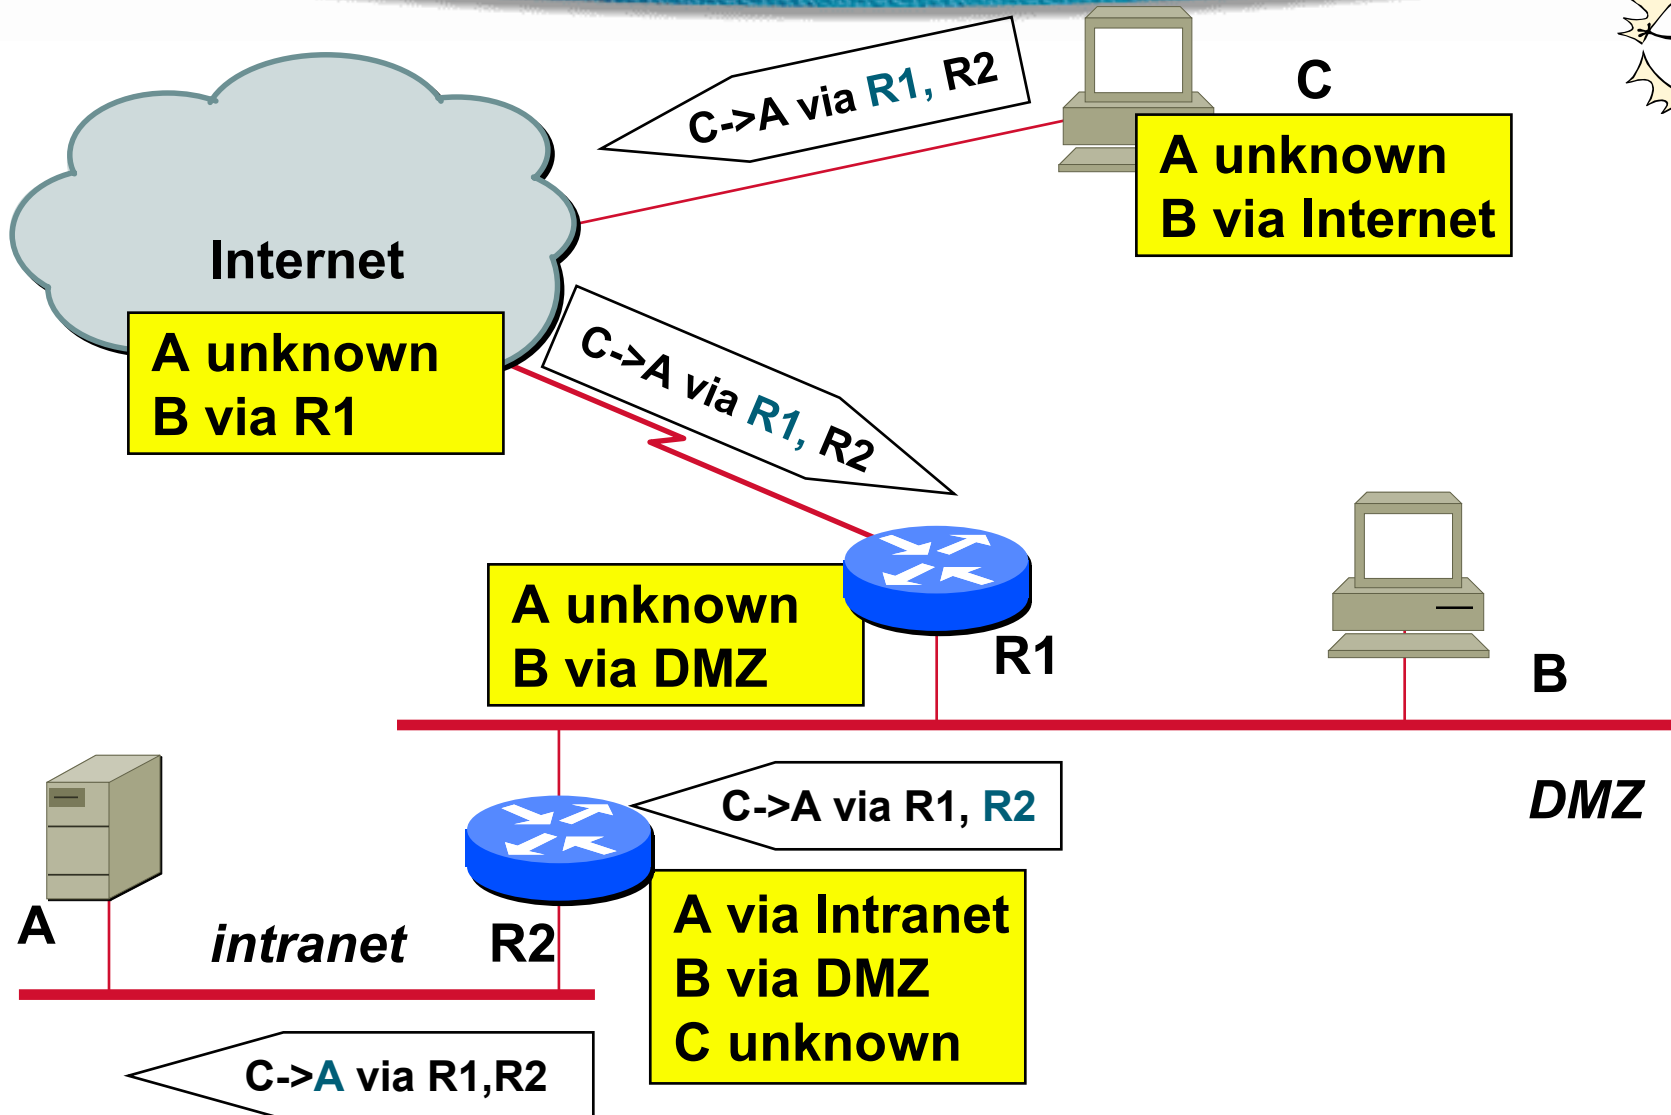 C->A via R1, R2
C
A unknown
B via Internet
Internet
A unknown
B via R1
C->A via R1, R2
A unknown
B via DMZ
R1
B
DMZ
C->A via R1, R2
A
intranet
R2
A via Intranet
B via DMZ
C unknown
C->A via R1,R2